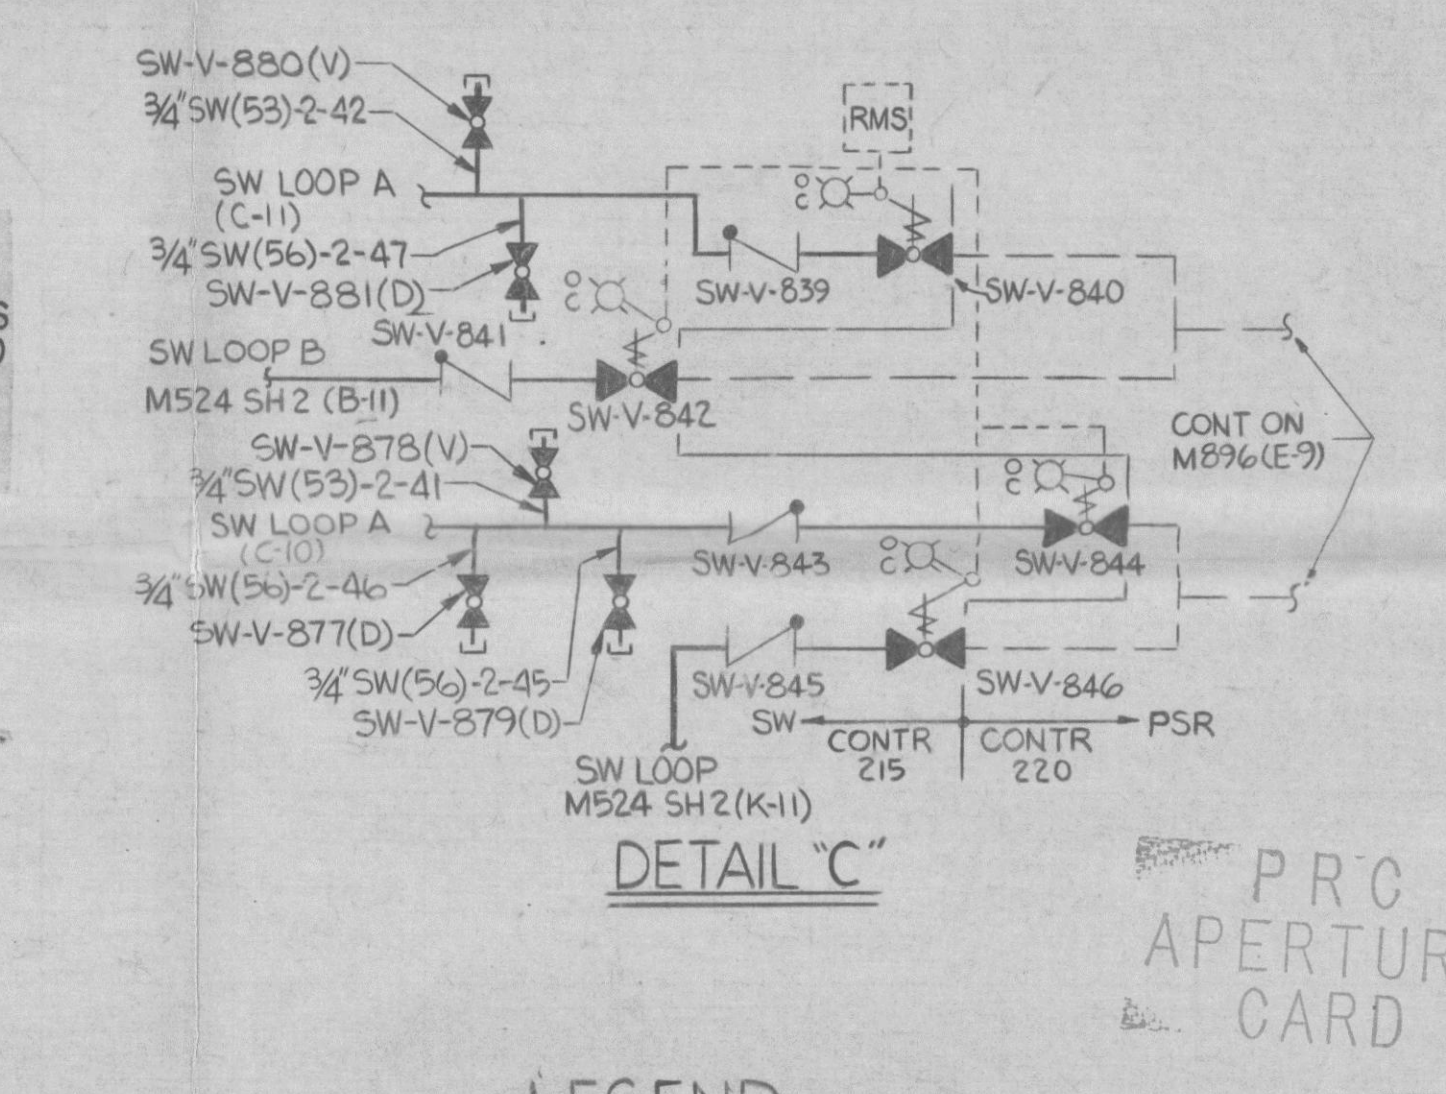 SW-V-880(V)
3/4" SW(53)-2-42
SW LOOP A
(C-11)
3/4" SW(56)-2-47
SW-V-881(D)
SW-V-841
SW LOOP B
M524 SH 2 (B-11)
RMS
O
C
SW-V-839
SW-V-840
O
C
SW-V-842
SW-V-878(V)
3/4" SW(53)-2-41
SW LOOP A
(C-10)
3/4" SW(56)-2-46
SW-V-877(D)
3/4" SW(56)-2-45
SW-V-879(D)
CONT ON
M896(E-9)
O
C
SW-V-843
O
C
SW-V-844
SW-V-845
SW-V-846
SW
CONTR
215
CONTR
220
PSR
SW LOOP
M524 SH 2 (K-11)
DETAIL "C"
PRC
APERTUR
CARD
LEGEND